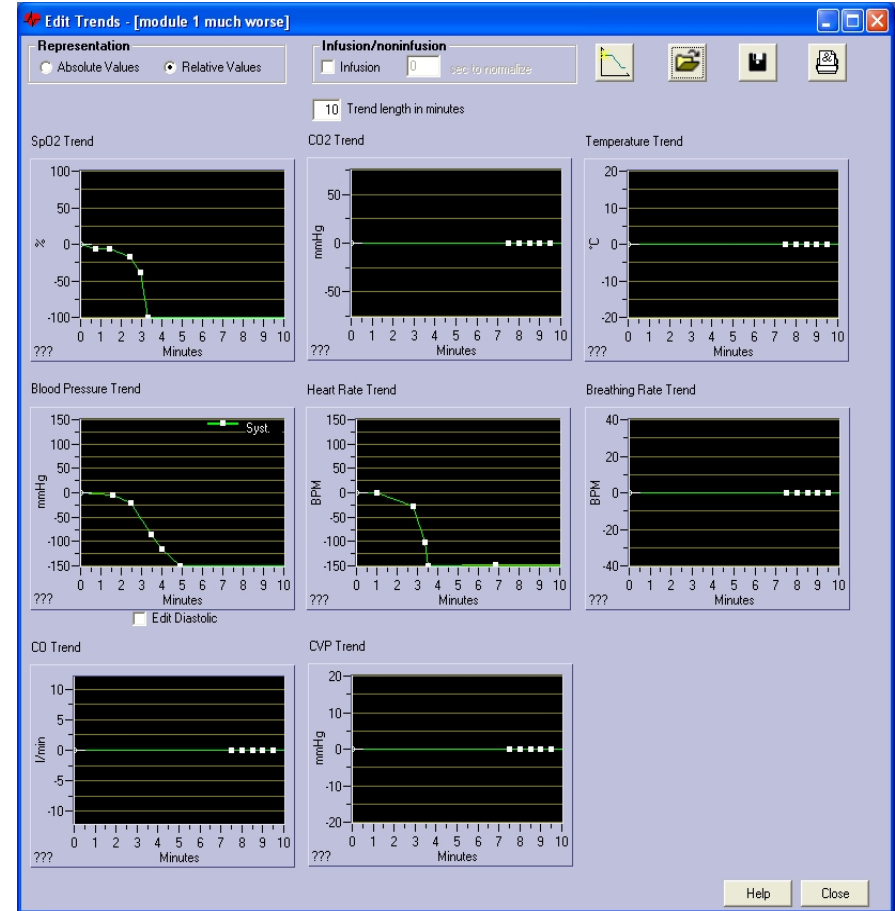 Edit Trends - [module 1 much worse]
Representation
Absolute Values Relative Values
Infusion/noninfusion
Infusion 0 sec to normalize
10 Trend length in minutes
SpO2 Trend
100
50
0
-50
-100
%
0 1 2 3 4 5 6 7 8 9 10
Minutes
???
CO2 Trend
50
0
-50
mmHg
0 1 2 3 4 5 6 7 8 9 10
Minutes
???
Temperature Trend
20
10
0
-10
-20
°C
0 1 2 3 4 5 6 7 8 9 10
Minutes
???
Blood Pressure Trend
Syst.
150
100
50
0
-50
-100
-150
mmHg
0 1 2 3 4 5 6 7 8 9 10
Minutes
???
Edit Diastolic
Heart Rate Trend
150
100
50
0
-50
-100
-150
BPM
0 1 2 3 4 5 6 7 8 9 10
Minutes
???
Breathing Rate Trend
40
20
0
-20
-40
BPM
0 1 2 3 4 5 6 7 8 9 10
Minutes
???
CO Trend
10
5
0
-5
-10
l/min
0 1 2 3 4 5 6 7 8 9 10
Minutes
???
CVP Trend
20
10
0
-10
-20
mmHg
0 1 2 3 4 5 6 7 8 9 10
Minutes
???
Help Close